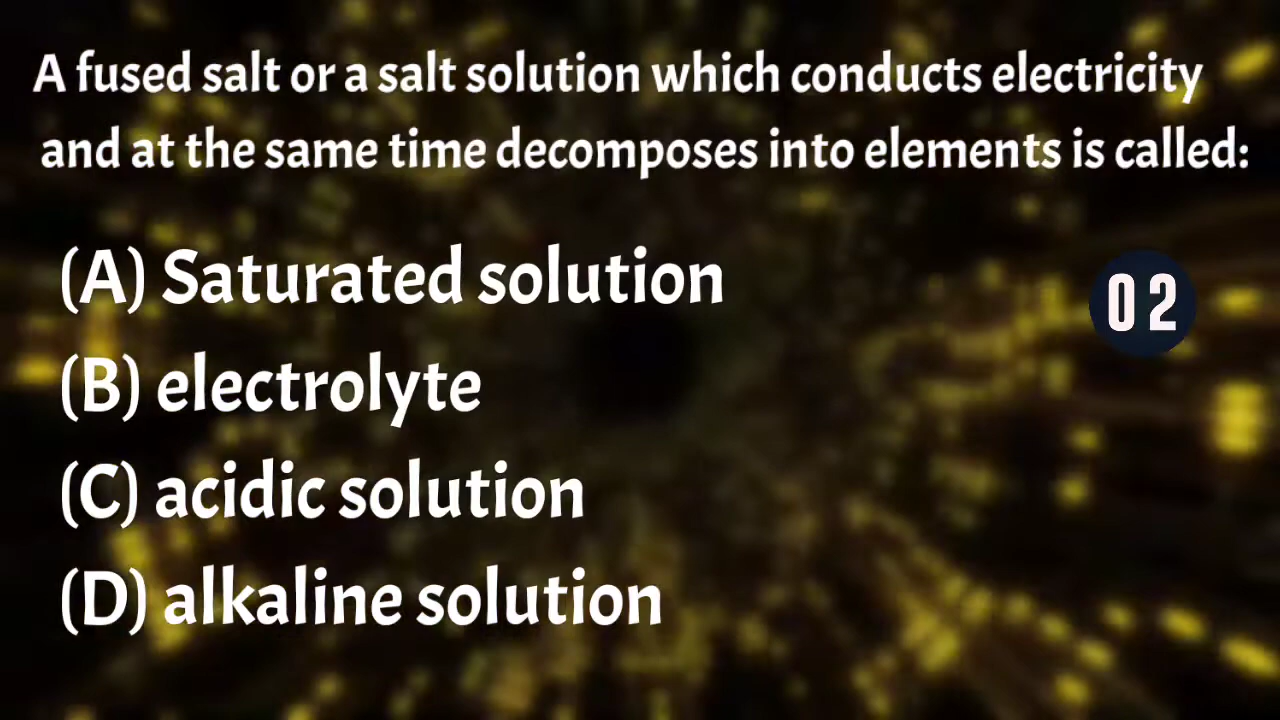 A fused salt or a salt solution which conducts electricity
and at the same time decomposes into elements is called:
(A) Saturated solution
02
(B) electrolyte
(C) acidic solution
(D) alkaline solution